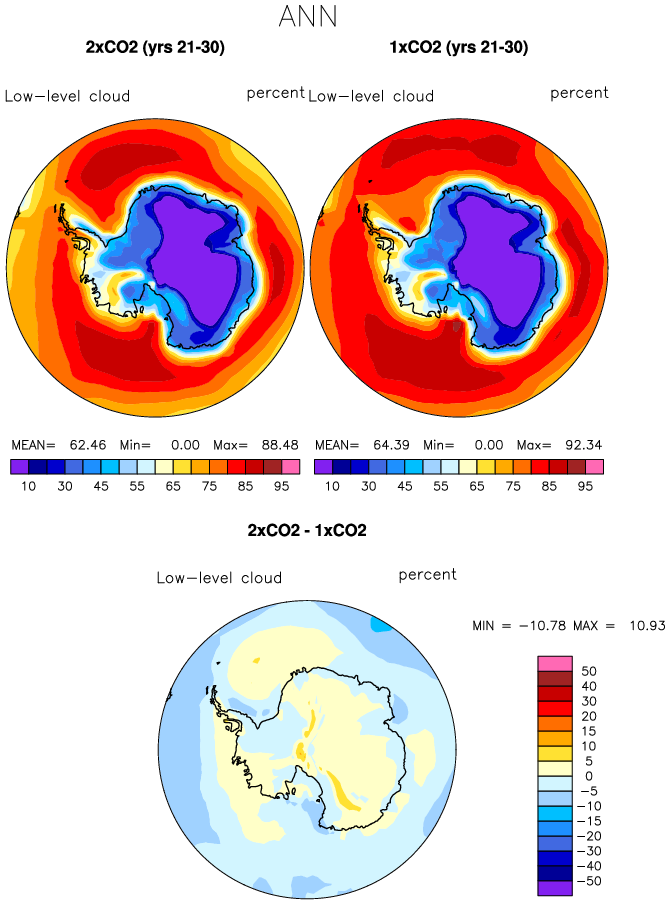 ANN
2xCO2 (yrs 21-30)
1xCO2 (yrs 21-30)
Low-level cloud percent
Low-level cloud percent
MEAN= 62.46 Min= 0.00 Max= 88.48
MEAN= 64.39 Min= 0.00 Max= 92.34
10 30 45 55 65 75 85 95
10 30 45 55 65 75 85 95
2xCO2 - 1xCO2
Low-level cloud percent
MIN = -10.78 MAX = 10.93
50
40
30
20
15
10
5
0
-5
-10
-15
-20
-30
-40
-50